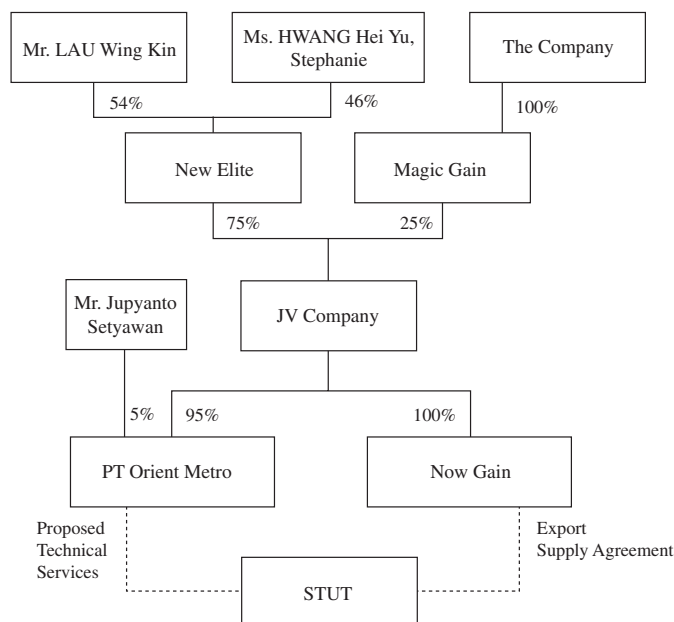 Mr. LAU Wing Kin
Ms. HWANG Hei Yu,
Stephanie
The Company
54%
46%
100%
New Elite
Magic Gain
75%
25%
Mr. Jupyanto
Setyawan
JV Company
5%
95%
100%
PT Orient Metro
Now Gain
Proposed
Technical
Services
Export
Supply Agreement
STUT